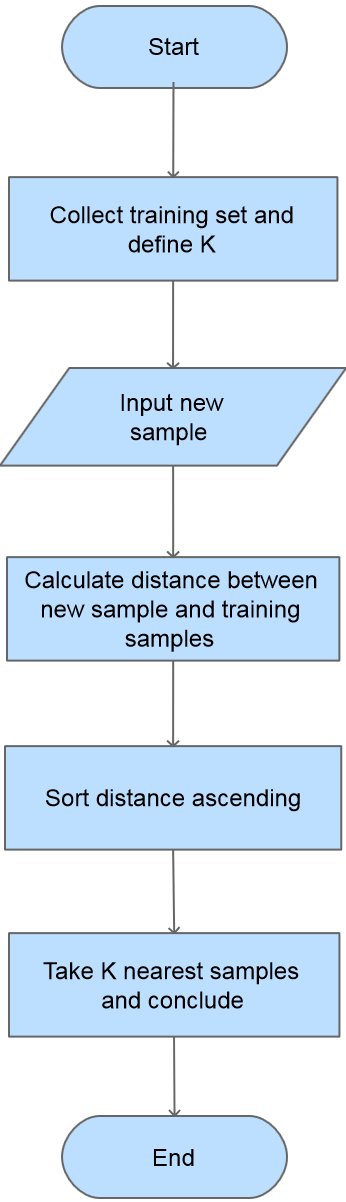 Start
Collect training set and
define K
Input new
sample
Calculate distance between
new sample and training
samples
Sort distance ascending
Take K nearest samples
and conclude
End